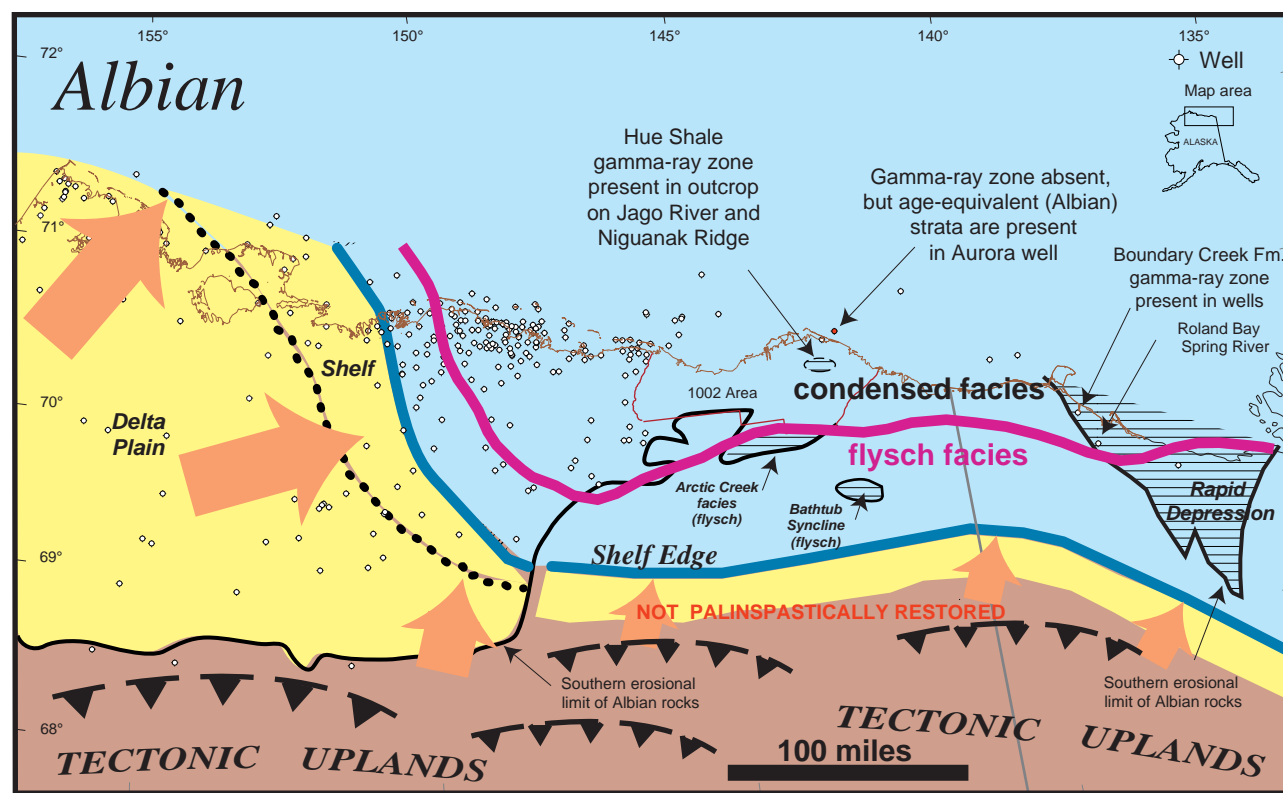 155°
150°
145°
140°
135°
72°
71°
70°
69°
68°
Albian
Well
Map area
ALASKA
Hue Shale
gamma-ray zone
present in outcrop
on Jago River and
Niguanak Ridge
Gamma-ray zone absent,
but age-equivalent (Albian)
strata are present
in Aurora well
Boundary Creek Fm.
gamma-ray zone
present in wells
Roland Bay
Spring River
Shelf
Delta
Plain
1002 Area
condensed facies
flysch facies
Arctic Creek
facies
(flysch)
Bathtub
Syncline
(flysch)
Rapid
Depression
Shelf Edge
NOT PALINSPASTICALLY RESTORED
Southern erosional
limit of Albian rocks
Southern erosional
limit of Albian rocks
TECTONIC UPLANDS
TECTONIC UPLANDS
100 miles